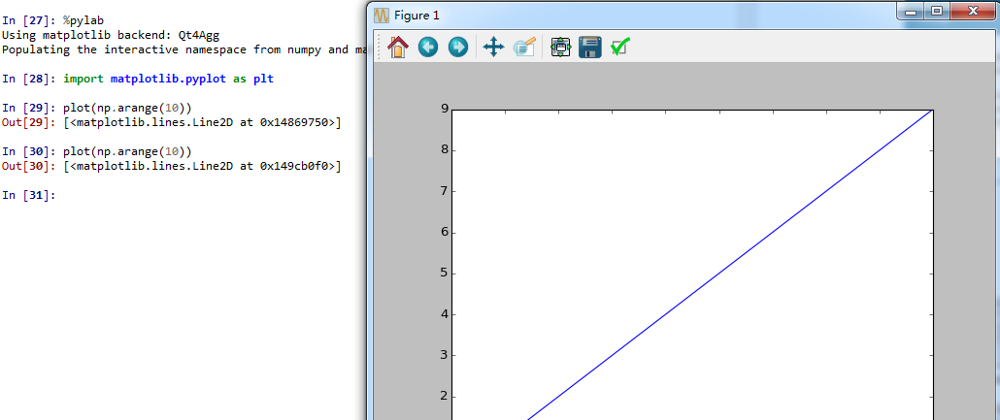 In [27]: %pylab
Using matplotlib backend: Qt4Agg
Populating the interactive namespace from numpy and
In [28]: import matplotlib.pyplot as plt
In [29]: plot(np.arange(10))
Out[29]: [<matplotlib.lines.Line2D at 0x14869750>]
In [30]: plot(np.arange(10))
Out[30]: [<matplotlib.lines.Line2D at 0x149cb0f0>]
In [31]:
Figure 1
9
8
7
6
5
4
3
2